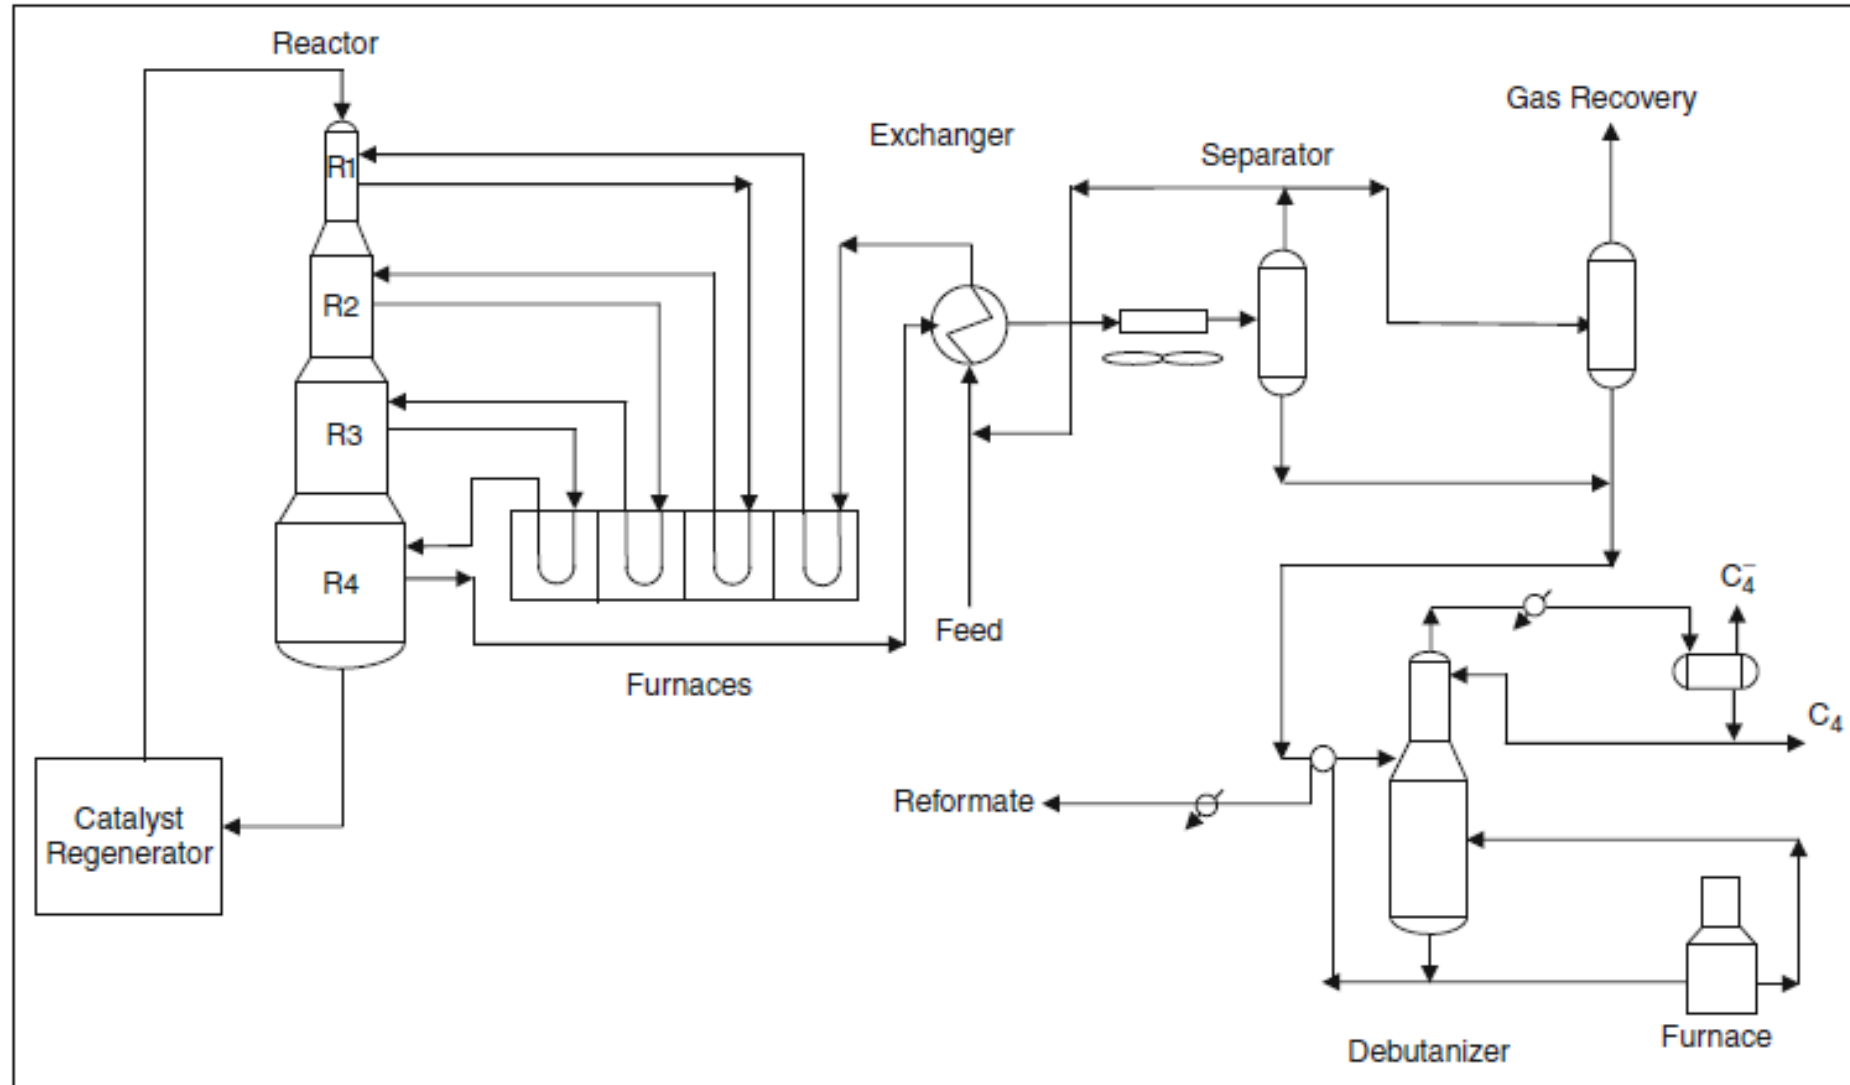 Reactor
Gas Recovery
Exchanger
Separator
R1
R2
R3
R4
Feed
Furnaces
C₄⁻
C₄
Reformate
Catalyst
Regenerator
Furnace
Debutanizer